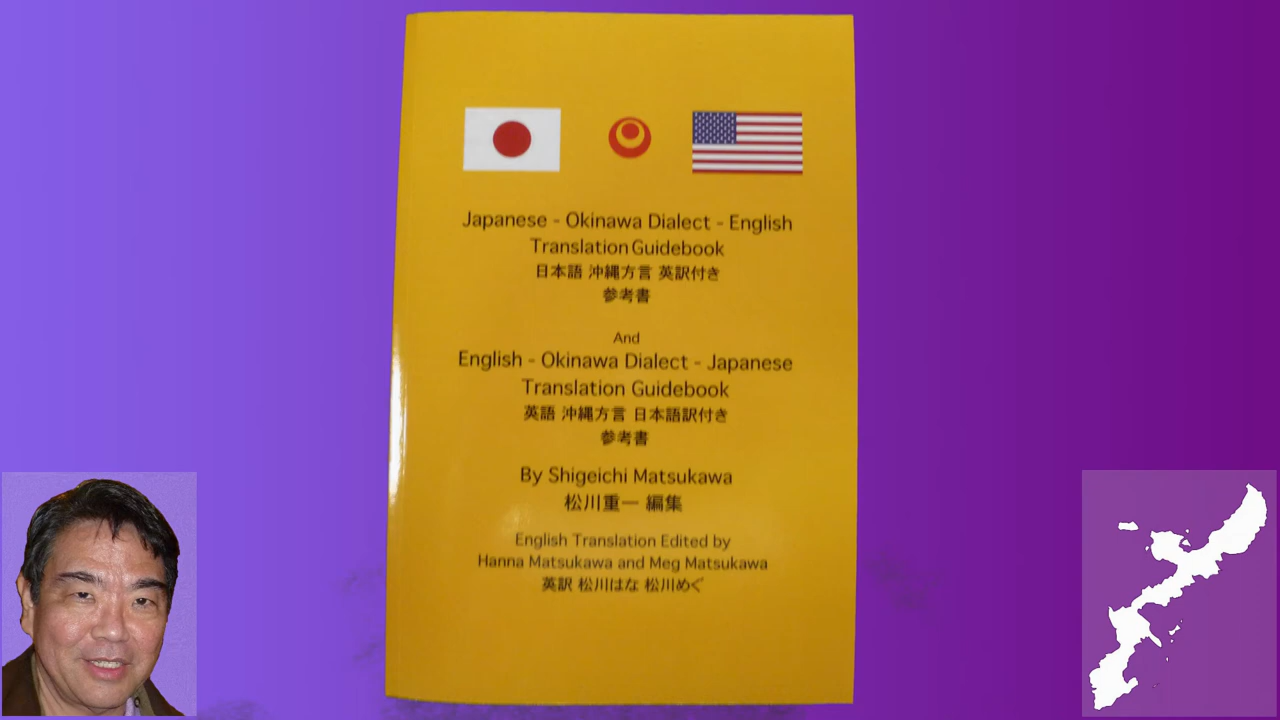 Japanese - Okinawa Dialect - English
Translation Guidebook
日本語 沖縄方言 英訳付き
参考書
And
English - Okinawa Dialect - Japanese
Translation Guidebook
英語 沖縄方言 日本語訳付き
参考書
By Shigeichi Matsukawa
松川重一 編集
English Translation Edited by
Hanna Matsukawa and Meg Matsukawa
英訳 松川はな 松川めぐ